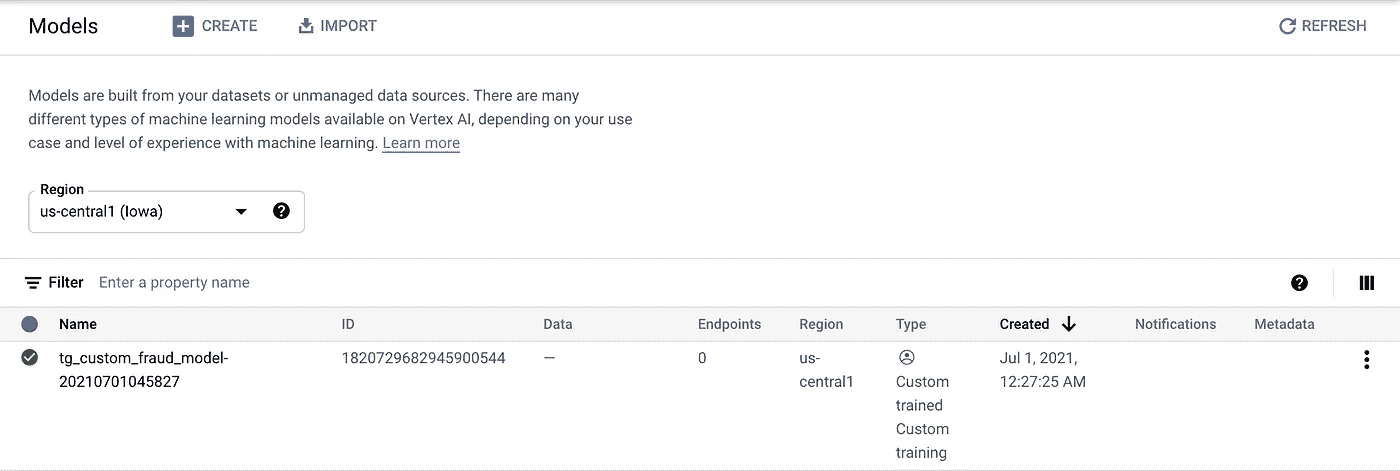 Models CREATE IMPORT REFRESH
Models are built from your datasets or unmanaged data sources. There are many
different types of machine learning models available on Vertex AI, depending on your use
case and level of experience with machine learning. Learn more
Region
us-central1 (Iowa)
Filter Enter a property name
Name ID Data Endpoints Region Type Created Notifications Metadata
tg_custom_fraud_model- 1820729682945900544 — 0 us- Jul 1, 2021,
20210701045827 central1 Custom 12:27:25 AM
trained
Custom
training